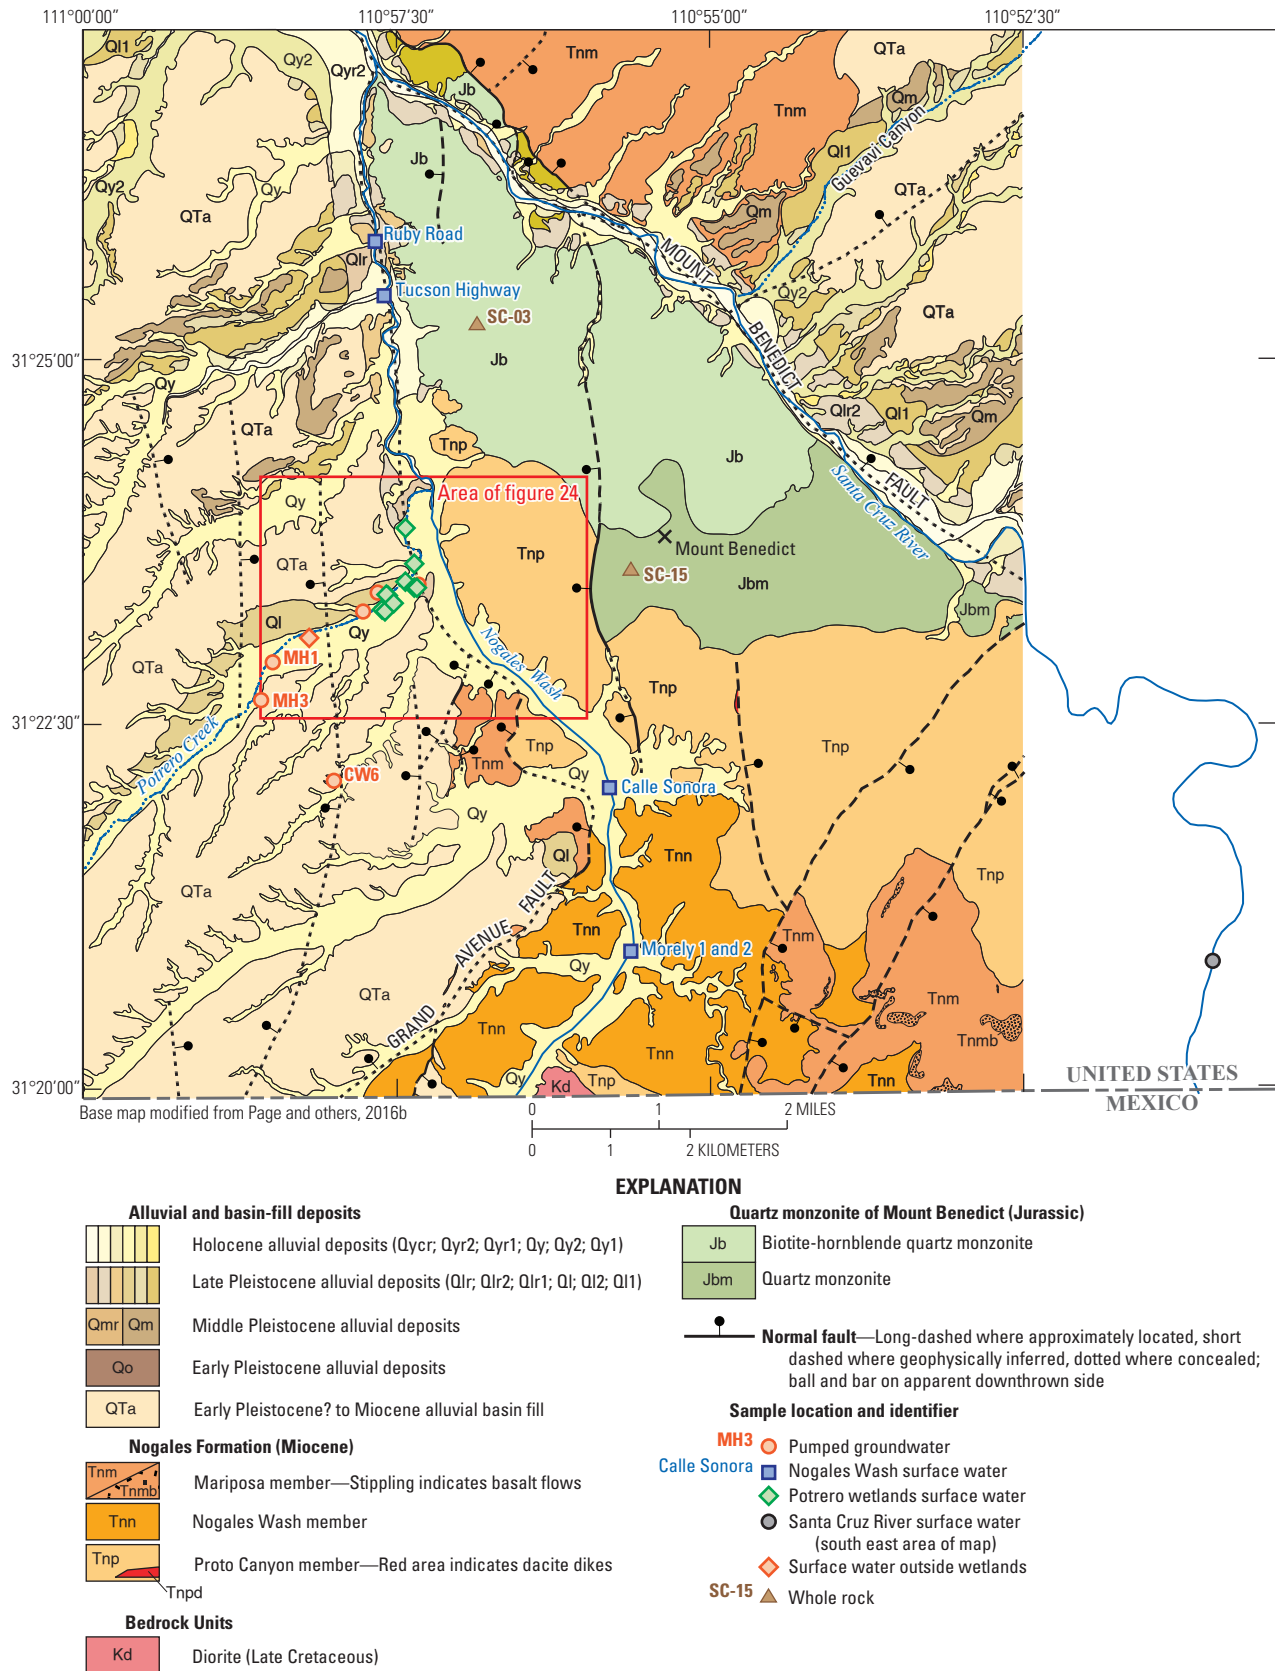 111°00′00″
110°57′30″
110°55′00″
110°52′30″
Ql1
Qy2
Qyr2
Tnm
QTa
Jb
Qm
Tnm
Guevavi Canyon
Ql1
Jb
Qy2
Qy
QTa
QTa
Qm
Ruby Road
MOUNT
Qlr
Qy2
Tucson Highway
QTa
SC-03
BENEDICT
31°25′00″
Jb
Qy
Qlr2
Ql1
Qm
QTa
Tnp
Jb
FAULT
Area of figure 24
Santa Cruz River
Qy
Tnp
Mount Benedict
QTa
SC-15
Jbm
Jbm
Ql
Qy
Nogales Wash
MH1
QTa
Tnp
MH3
31°22′30″
Potrero Creek
Tnp
Tnp
Tnm
CW6
Qy
Calle Sonora
Qy
Ql
Tnn
Tnp
QTa
GRAND AVENUE FAULT
Tnn
Tnm
Morely 1 and 2
Qy
QTa
Tnm
Tnn
Tnn
Tnmb
Qy
Kd
Tnp
Tnn
31°20′00″
UNITED STATES
MEXICO
Base map modified from Page and others, 2016b
0 1 2 MILES
0 1 2 KILOMETERS
EXPLANATION
Alluvial and basin-fill deposits
Holocene alluvial deposits (Qycr; Qyr2; Qyr1; Qy; Qy2; Qy1)
Late Pleistocene alluvial deposits (Qlr; Qlr2; Qlr1; Ql; Ql2; Ql1)
Qmr Qm Middle Pleistocene alluvial deposits
Qo Early Pleistocene alluvial deposits
QTa Early Pleistocene? to Miocene alluvial basin fill
Nogales Formation (Miocene)
Tnm
Tnmb
Mariposa member—Stippling indicates basalt flows
Tnn Nogales Wash member
Tnp Proto Canyon member—Red area indicates dacite dikes
Tnpd
Bedrock Units
Kd Diorite (Late Cretaceous)
Quartz monzonite of Mount Benedict (Jurassic)
Jb Biotite-hornblende quartz monzonite
Jbm Quartz monzonite
Normal fault—Long-dashed where approximately located, short
dashed where geophysically inferred, dotted where concealed;
ball and bar on apparent downthrown side
Sample location and identifier
MH3 Pumped groundwater
Calle Sonora Nogales Wash surface water
Potrero wetlands surface water
Santa Cruz River surface water
(south east area of map)
Surface water outside wetlands
SC-15 Whole rock